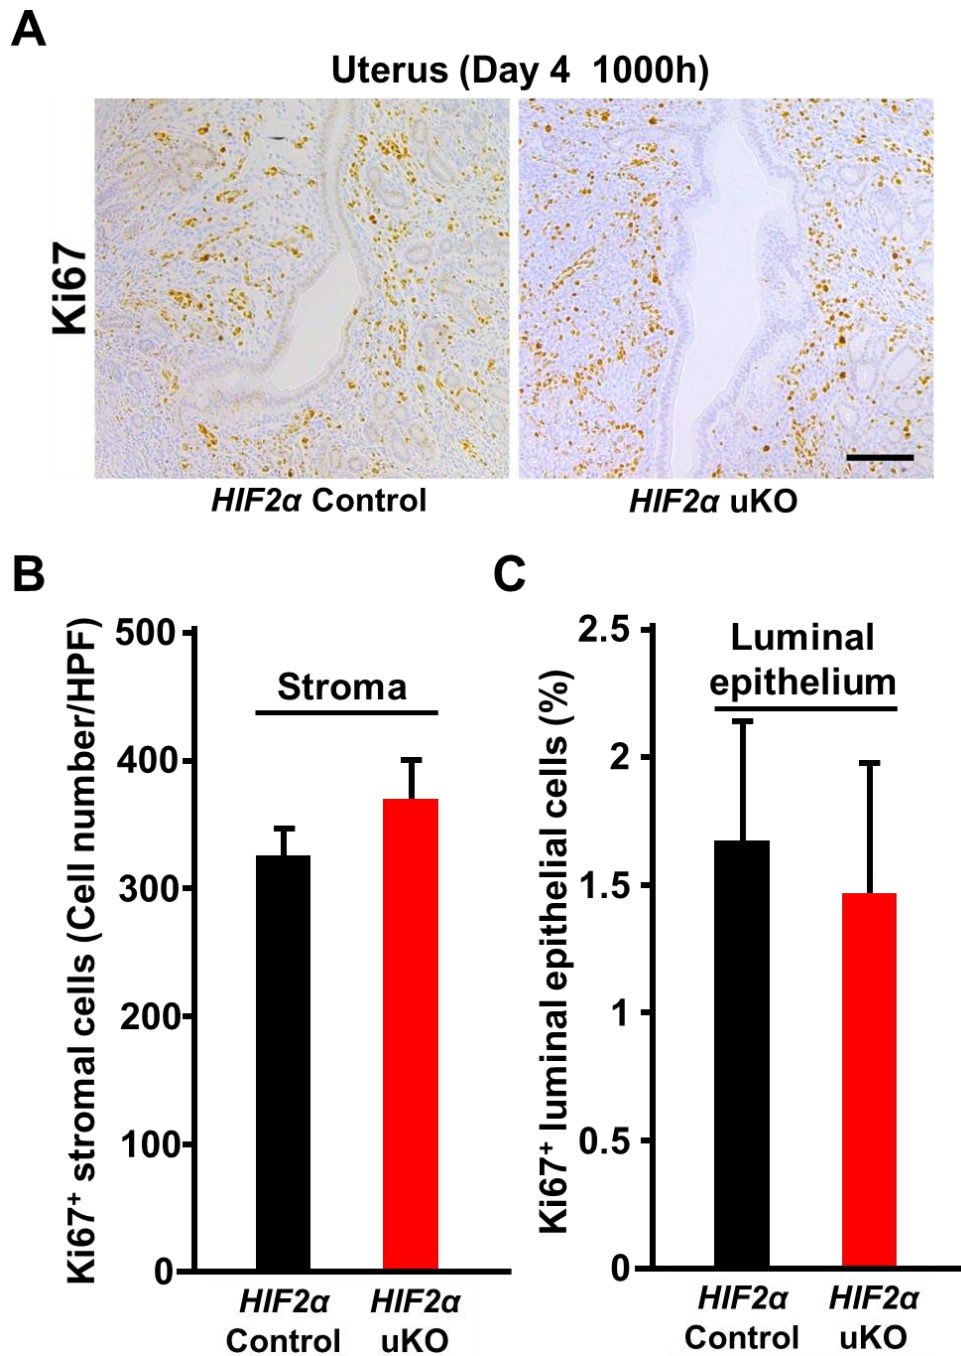 A
Uterus (Day 4 1000h)
Ki67
HIF2α Control
HIF2α uKO
B
Ki67⁺ stromal cells (Cell number/HPF)
500
400
300
200
100
0
Stroma
HIF2α
Control
HIF2α
uKO
C
Ki67⁺ luminal epithelial cells (%)
2.5
2
1.5
1
0.5
0
Luminal
epithelium
HIF2α
Control
HIF2α
uKO